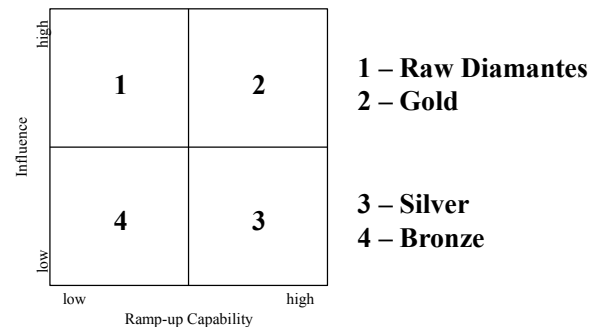 high
Influence
low
1
2
4
3
low
high
Ramp-up Capability
1 – Raw Diamantes
2 – Gold
3 – Silver
4 – Bronze